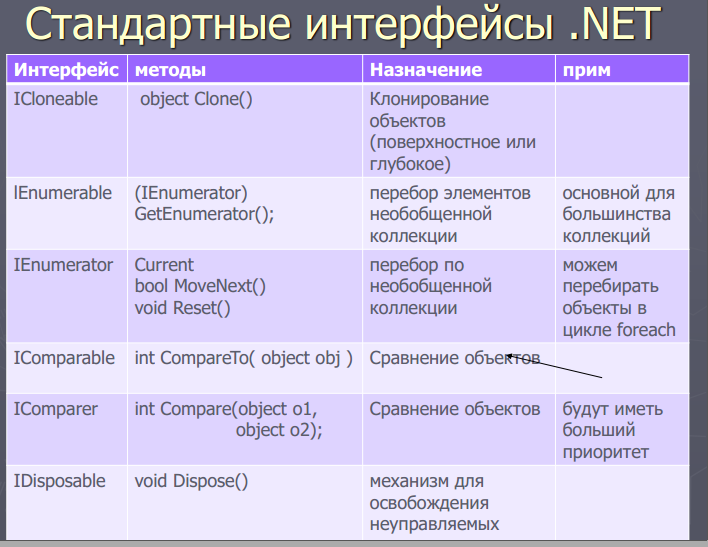 Стандартные интерфейсы .NET
Интерфейс методы Назначение прим
ICloneable object Clone() Клонирование
объектов
(поверхностное или
глубокое)
lEnumerable (IEnumerator) перебор элементов основной для
GetEnumerator(); необобщенной большинства
коллекции коллекций
IEnumerator Current перебор по можем
bool MoveNext() необобщенной перебирать
void Reset() коллекции объекты в
цикле foreach
IComparable int CompareTo( object obj ) Сравнение объектов
IComparer int Compare(object o1, Сравнение объектов будут иметь
object o2); больший
приоритет
IDisposable void Dispose() механизм для
освобождения
неуправляемых